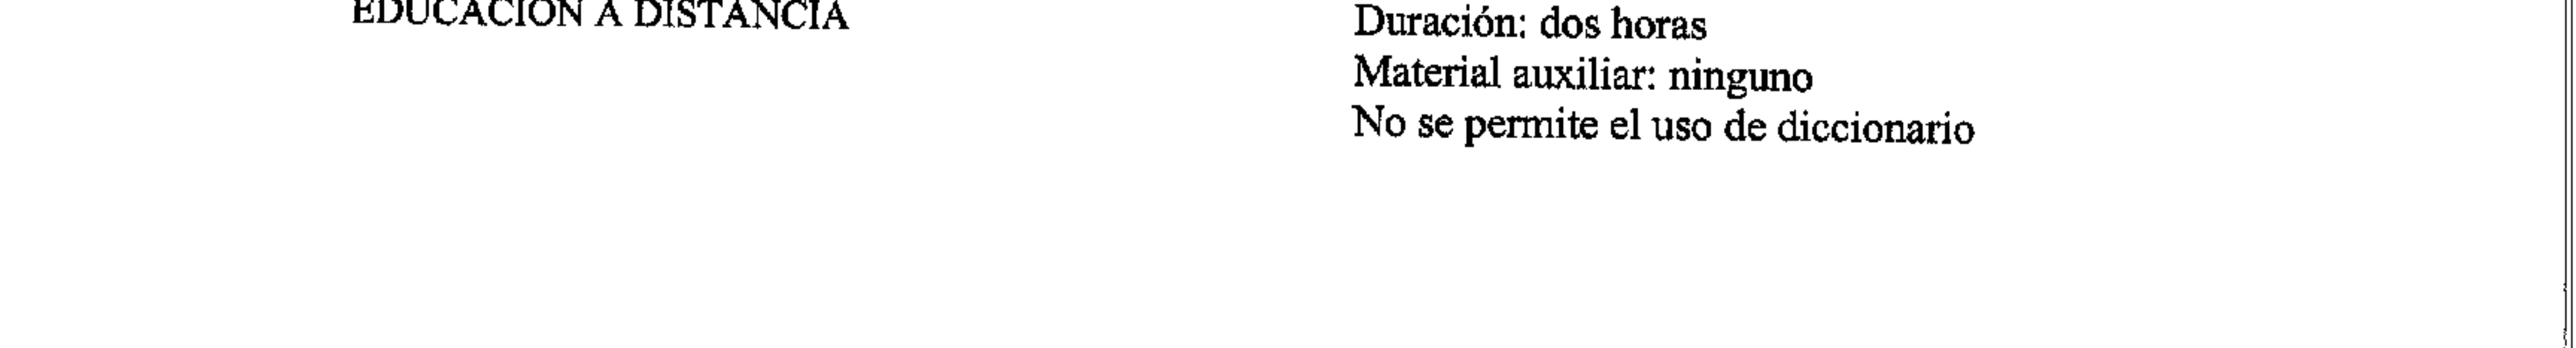 EDUCACIÓN A DISTANCIA
Duración: dos horas
Material auxiliar: ninguno
No se permite el uso de diccionario